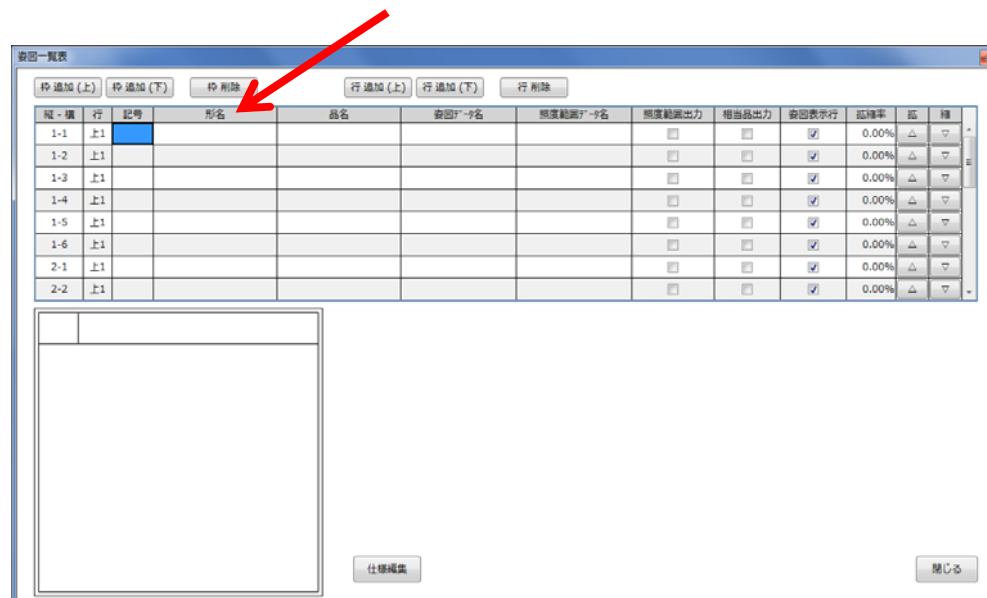 姿図一覧表
枠 追加 (上) 枠 追加 (下) 枠 削除 行 追加 (上) 行 追加 (下) 行 削除
縦 - 横 行 記号 形名 品名 姿図ﾃﾞｰﾀ名 照度範囲ﾃﾞｰﾀ名 照度範囲出力 相当品出力 姿図表示行 拡縮率 拡 縮
1-1 上1 0.00% △ ▽
1-2 上1 0.00% △ ▽
1-3 上1 0.00% △ ▽
1-4 上1 0.00% △ ▽
1-5 上1 0.00% △ ▽
1-6 上1 0.00% △ ▽
2-1 上1 0.00% △ ▽
2-2 上1 0.00% △ ▽
仕様編集 閉じる